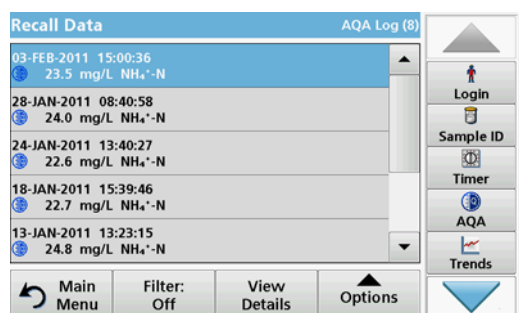 Recall Data AQA Log (8)
03-FEB-2011 15:00:36
23.5 mg/L NH₄⁺-N
28-JAN-2011 08:40:58
24.0 mg/L NH₄⁺-N
24-JAN-2011 13:40:27
22.6 mg/L NH₄⁺-N
18-JAN-2011 15:39:46
22.7 mg/L NH₄⁺-N
13-JAN-2011 13:23:15
24.8 mg/L NH₄⁺-N
Main
Menu
Filter:
Off
View
Details
Options
Login
Sample ID
Timer
AQA
Trends